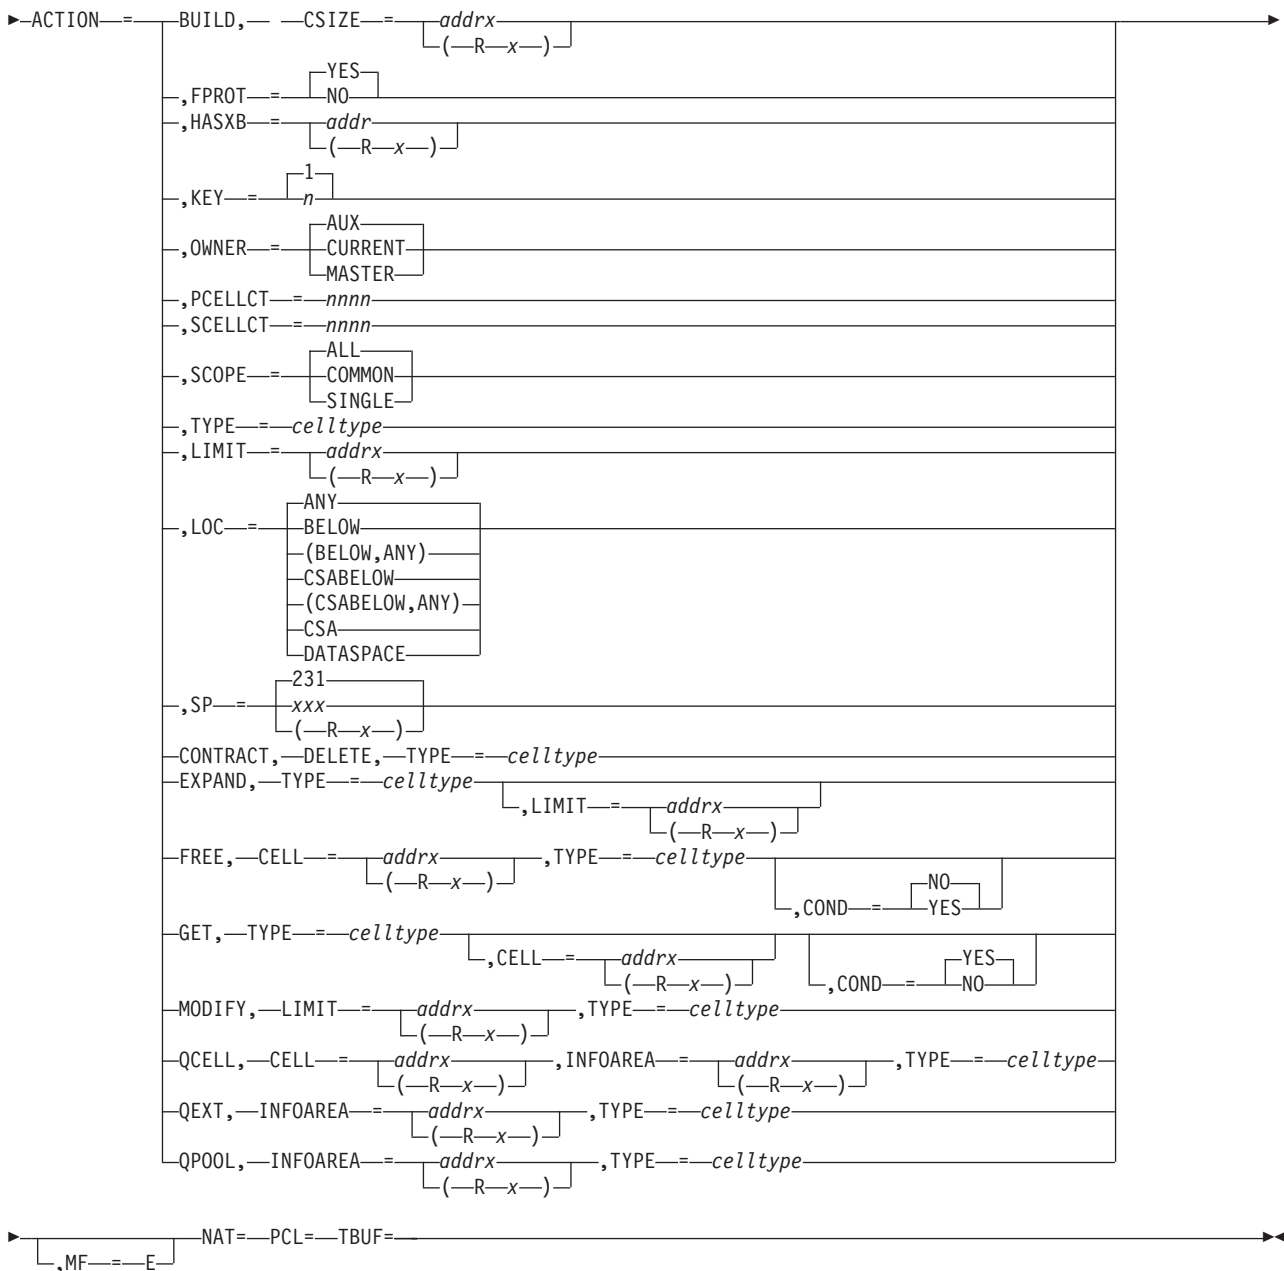 ACTION = BUILD, CSIZE = addrx
( R x )
YES
,FPROT = NO
,HASXB = addr
( R x )
1
,KEY = n
AUX
,OWNER = CURRENT
MASTER
,PCELLCT = nnnn
,SCELLCT = nnnn
ALL
,SCOPE = COMMON
SINGLE
,TYPE = celltype
,LIMIT = addrx
( R x )
ANY
,LOC = BELOW
(BELOW,ANY)
CSABELOW
(CSABELOW,ANY)
CSA
DATASPACE
231
,SP = xxx
( R x )
CONTRACT, DELETE, TYPE = celltype
EXPAND, TYPE = celltype
,LIMIT = addrx
( R x )
FREE, CELL = addrx ,TYPE = celltype
( R x ) NO
,COND = YES
GET, TYPE = celltype
,CELL = addrx YES
( R x ) ,COND = NO
MODIFY, LIMIT = addrx ,TYPE = celltype
( R x )
QCELL, CELL = addrx ,INFOAREA = addrx ,TYPE = celltype
( R x ) ( R x )
QEXT, INFOAREA = addrx ,TYPE = celltype
( R x )
QPOOL, INFOAREA = addrx ,TYPE = celltype
( R x )
NAT= PCL= TBUF=
,MF = E